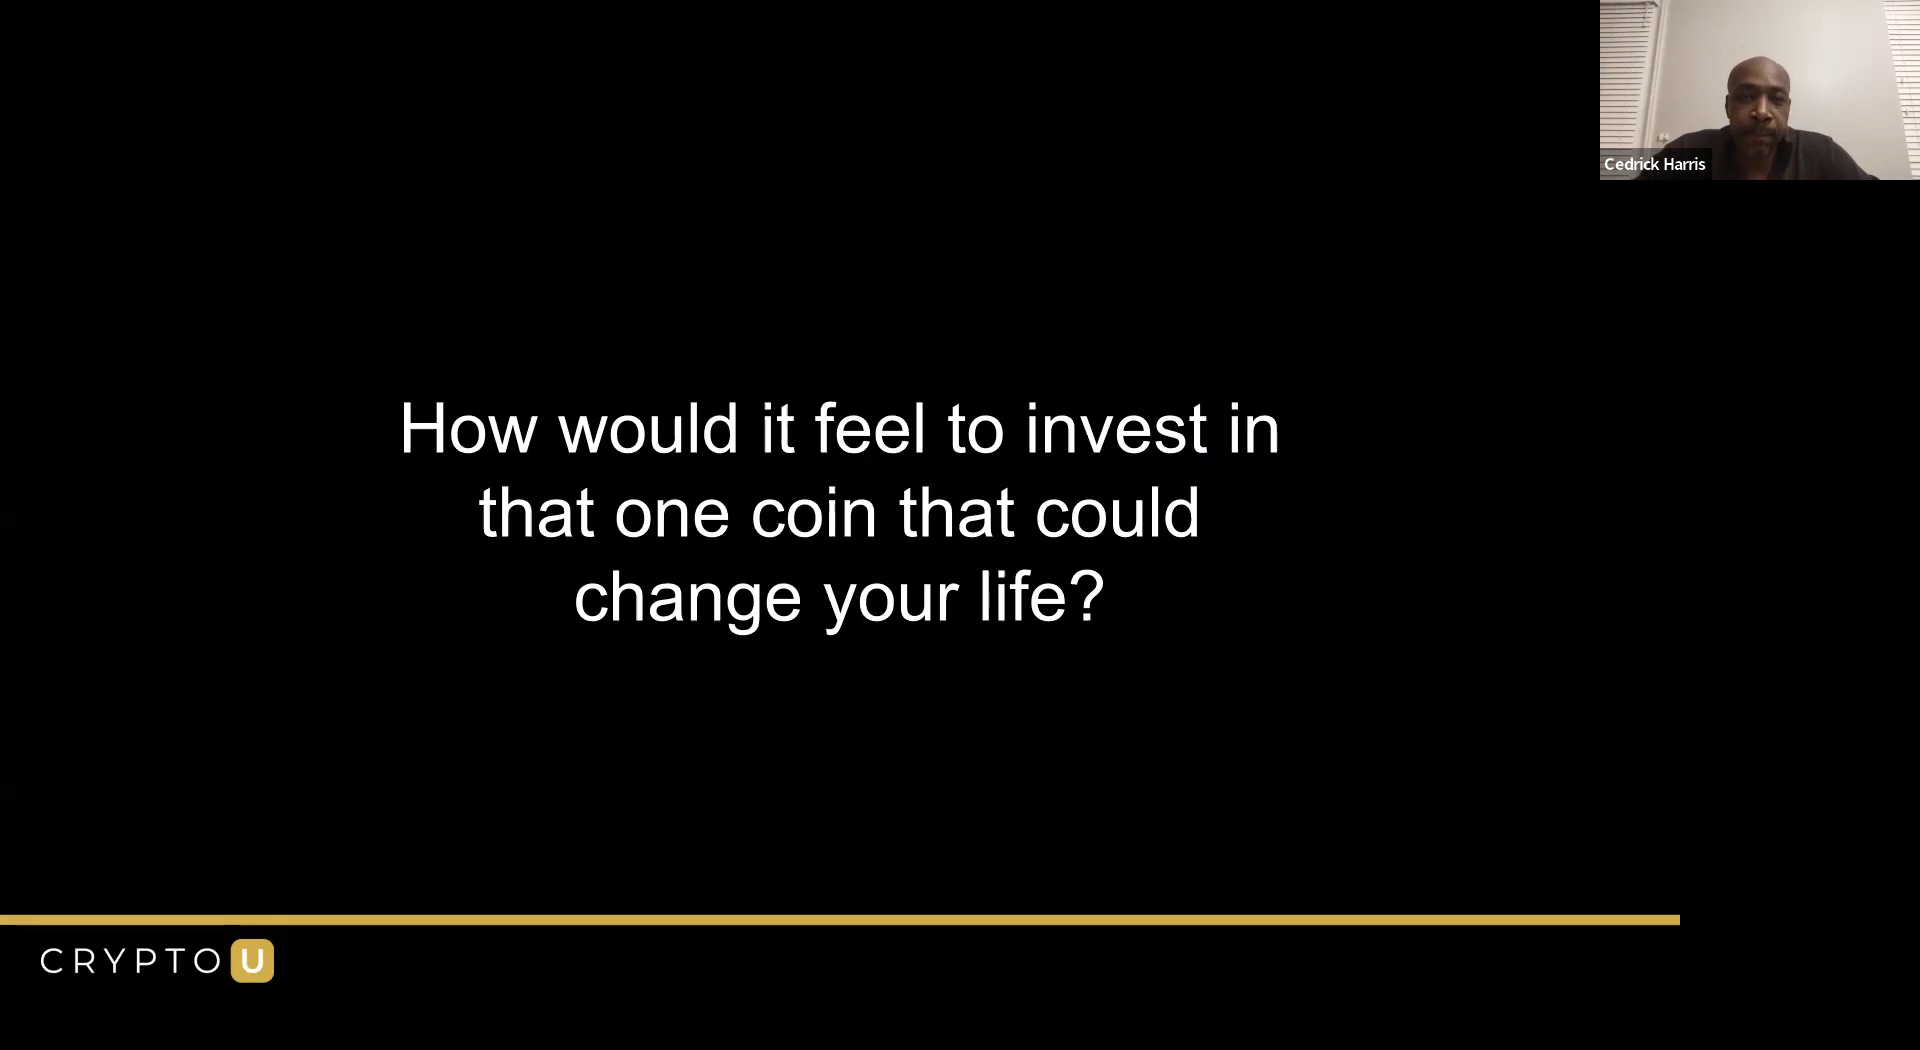 Cedrick Harris
How would it feel to invest in
that one coin that could
change your life?
CRYPTO U